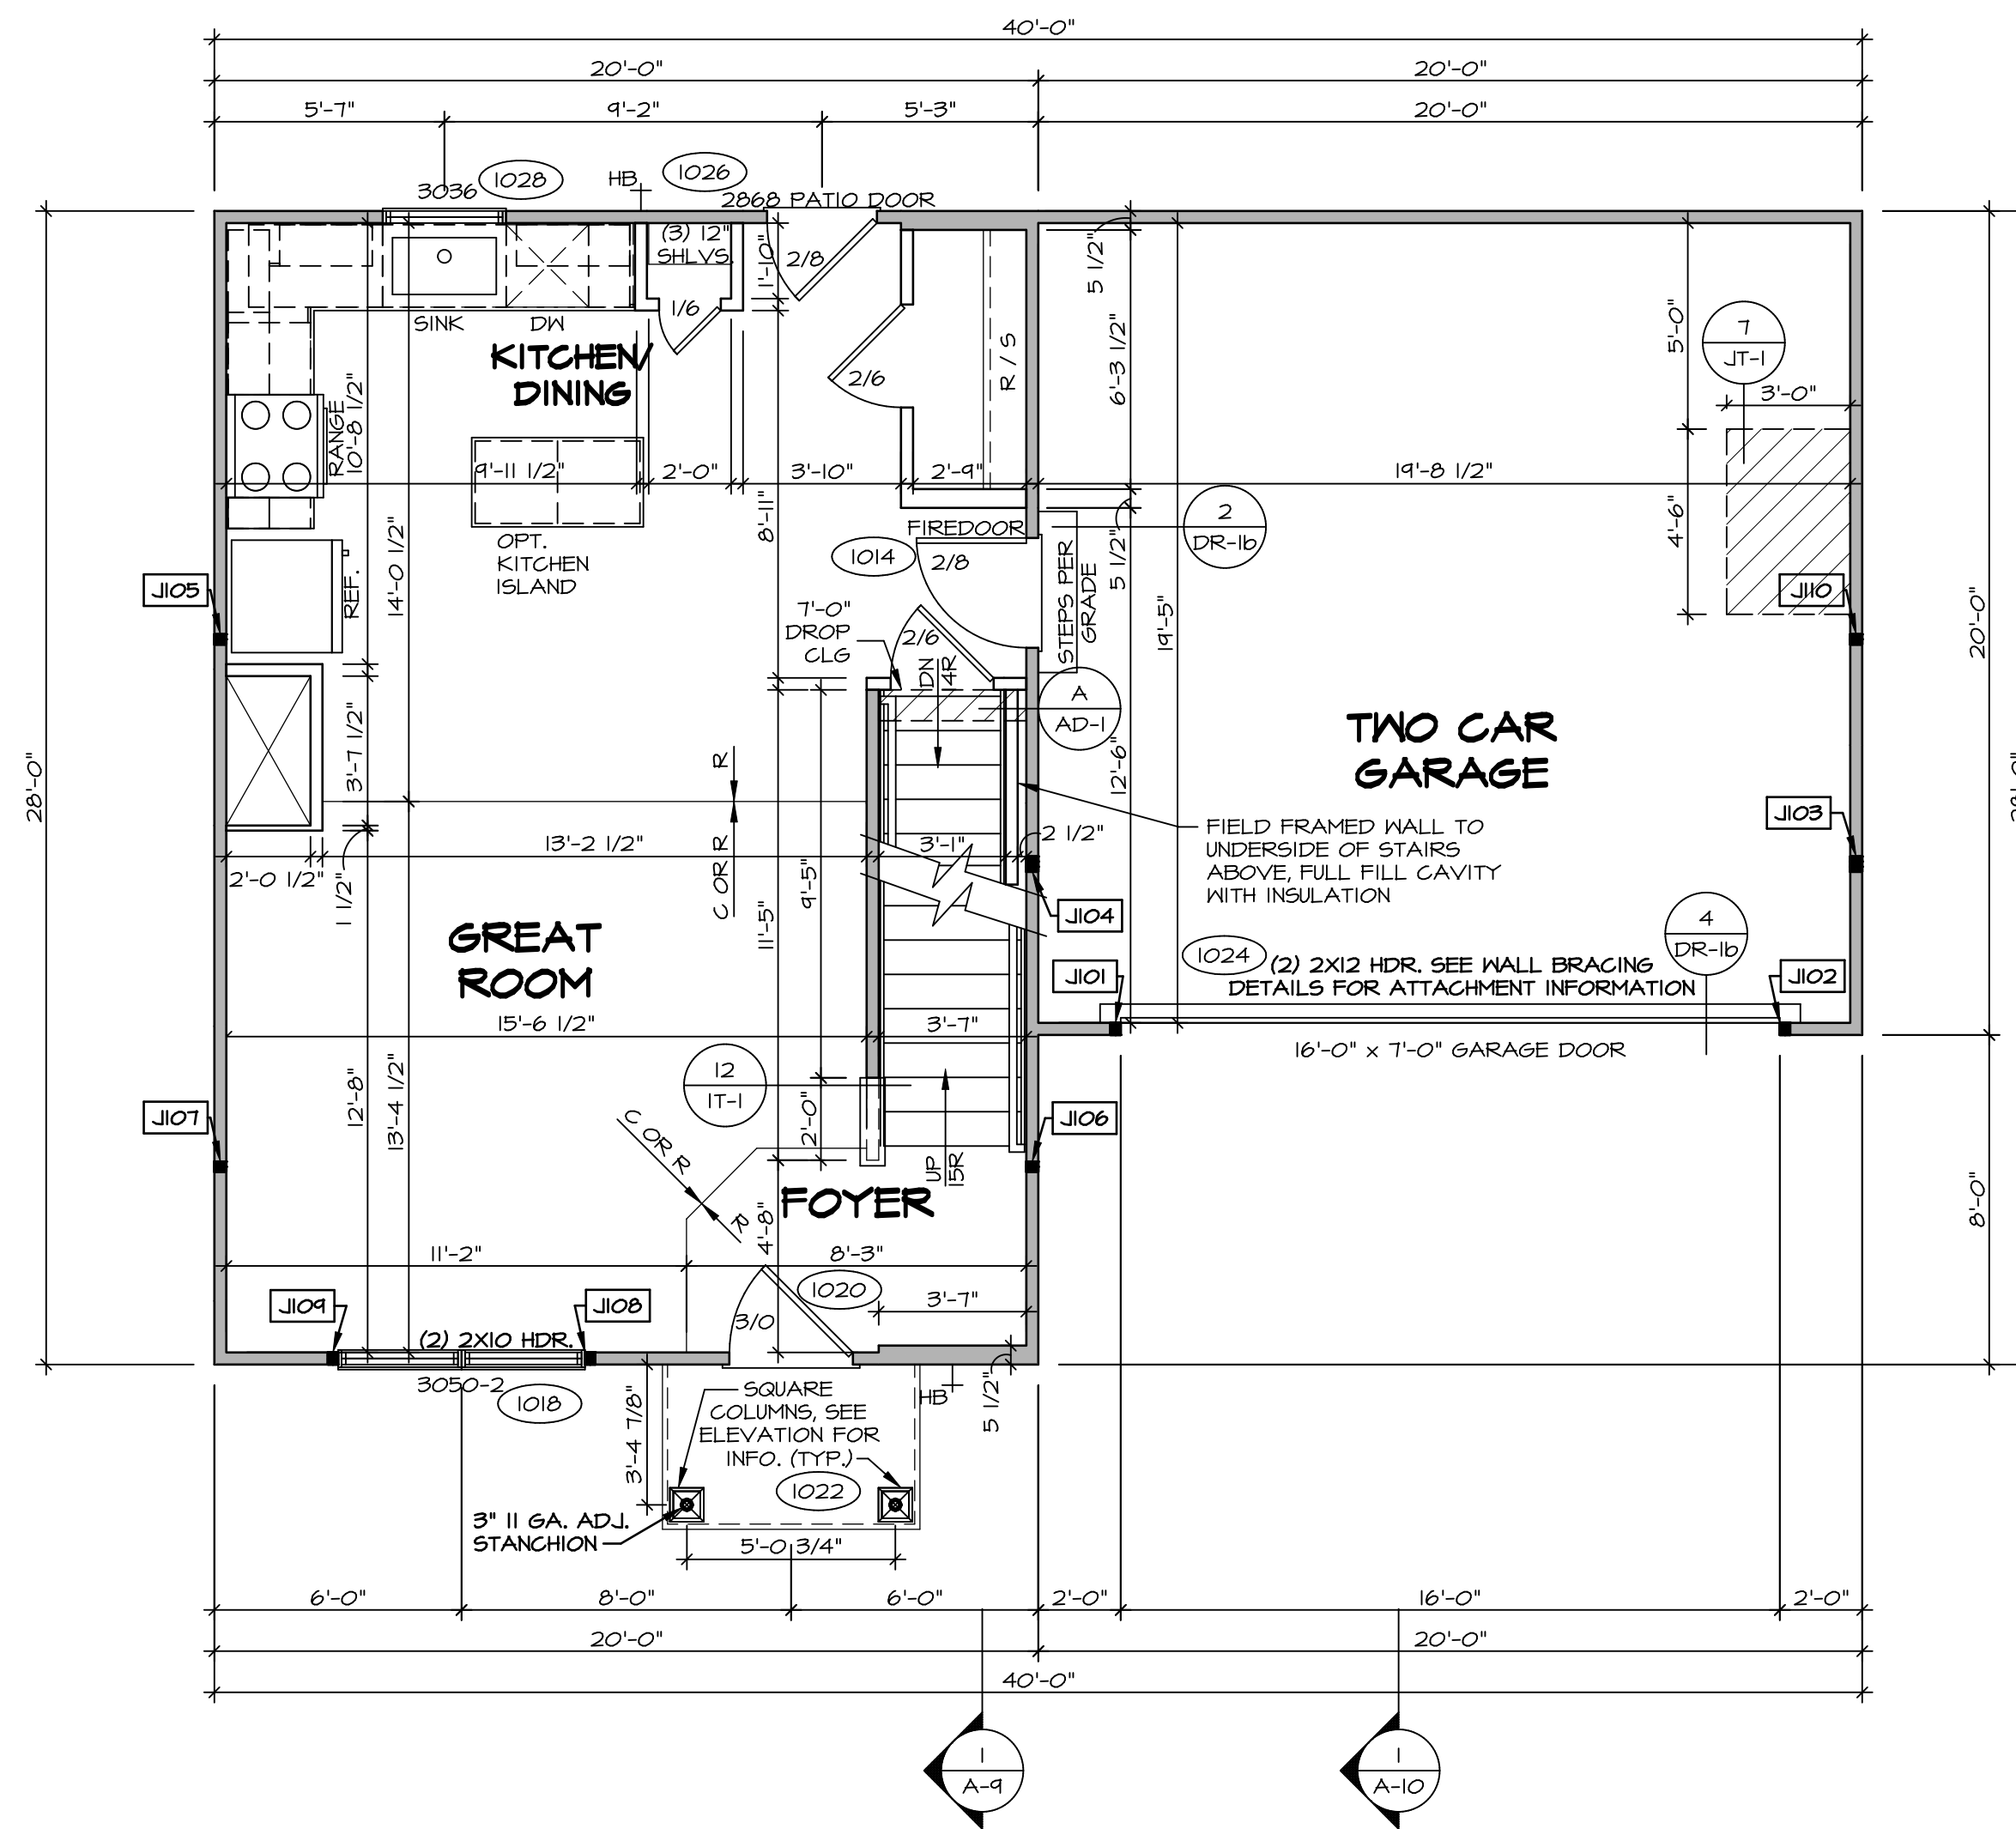 40'-0"
20'-0" 20'-0"
5'-7" 9'-2" 5'-3" 20'-0"
3036 1028 HB 1026
2868 PATIO DOOR
(3) 12"
SHLVS.
1'-10"
2/8
5 1/2"
1/6
SINK DW
KITCHEN/
DINING
2/6
R / S
6'-3 1/2"
5'-0"
7
JT-1
3'-0"
RANGE
10'-8 1/2"
9'-11 1/2" 2'-0" 3'-10" 2'-9" 19'-8 1/2"
8'-11"
14'-0 1/2"
OPT.
KITCHEN
ISLAND
FIREDOOR
1014
2/8
2
DR-1b
5 1/2"
4'-6"
STEPS PER
GRADE
J105
REF.
J110
19'-5"
20'-0"
7'-0"
DROP
CLG
2/6
DN
14R
A
AD-1
12'-6"
TWO CAR
GARAGE
28'-0"
3'-7 1/2"
R
C OR R
13'-2 1/2"
3'-1"
2 1/2"
2'-0 1/2"
1 1/2"
9'-5"
11'-5"
FIELD FRAMED WALL TO
UNDERSIDE OF STAIRS
ABOVE, FULL FILL CAVITY
WITH INSULATION
J103
J104
GREAT
ROOM
4
DR-1b
1024
(2) 2X12 HDR. SEE WALL BRACING
DETAILS FOR ATTACHMENT INFORMATION
J101
J102
15'-6 1/2" 3'-7"
16'-0" x 7'-0" GARAGE DOOR
12
IT-1
12'-8"
13'-4 1/2"
2'-0"
J107
J106
C OR R
R
UP
15R
FOYER
4'-8"
8'-0"
11'-2" 8'-3"
1020
3'-7"
J109
J108
3/0
(2) 2X10 HDR.
3050-2
1018
3'-4 7/8"
SQUARE
COLUMNS, SEE
ELEVATION FOR
INFO. (TYP.)
HB
5 1/2"
1022
3" 11 GA. ADJ.
STANCHION
5'-0 3/4"
6'-0" 8'-0" 6'-0" 2'-0" 16'-0" 2'-0"
20'-0" 20'-0"
40'-0"
1
A-9
1
A-10